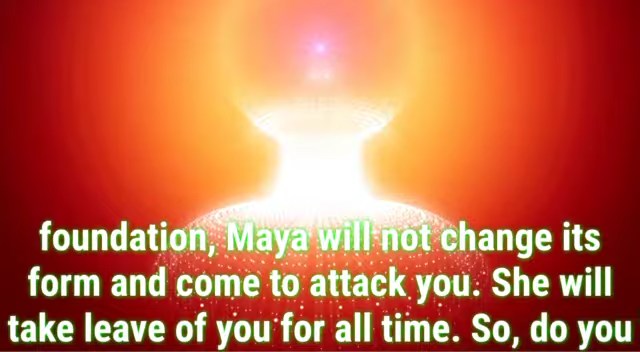 foundation, Maya will not change its
form and come to attack you. She will
take leave of you for all time. So, do you